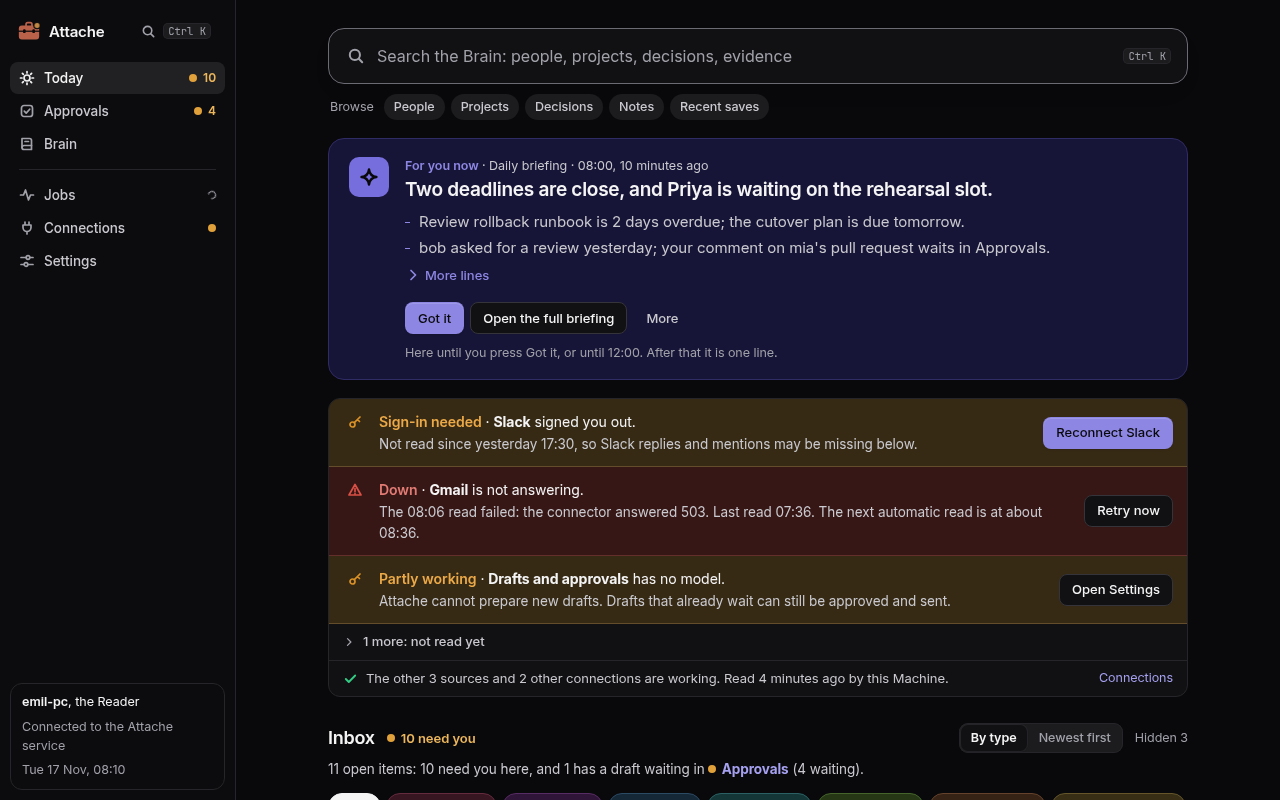 Attache
Ctrl K
Today
10
Approvals
4
Brain
Jobs
Connections
Settings
emil-pc, the Reader
Connected to the Attache
service
Tue 17 Nov, 08:10
Search the Brain: people, projects, decisions, evidence
Ctrl K
Browse People Projects Decisions Notes Recent saves
For you now · Daily briefing · 08:00, 10 minutes ago
Two deadlines are close, and Priya is waiting on the rehearsal slot.
- Review rollback runbook is 2 days overdue; the cutover plan is due tomorrow.
- bob asked for a review yesterday; your comment on mia's pull request waits in Approvals.
More lines
Got it Open the full briefing More
Here until you press Got it, or until 12:00. After that it is one line.
Sign-in needed · Slack signed you out.
Not read since yesterday 17:30, so Slack replies and mentions may be missing below.
Reconnect Slack
Down · Gmail is not answering.
The 08:06 read failed: the connector answered 503. Last read 07:36. The next automatic read is at about
08:36.
Retry now
Partly working · Drafts and approvals has no model.
Attache cannot prepare new drafts. Drafts that already wait can still be approved and sent.
Open Settings
1 more: not read yet
The other 3 sources and 2 other connections are working. Read 4 minutes ago by this Machine.
Connections
Inbox 10 need you
By type Newest first Hidden 3
11 open items: 10 need you here, and 1 has a draft waiting in Approvals (4 waiting).